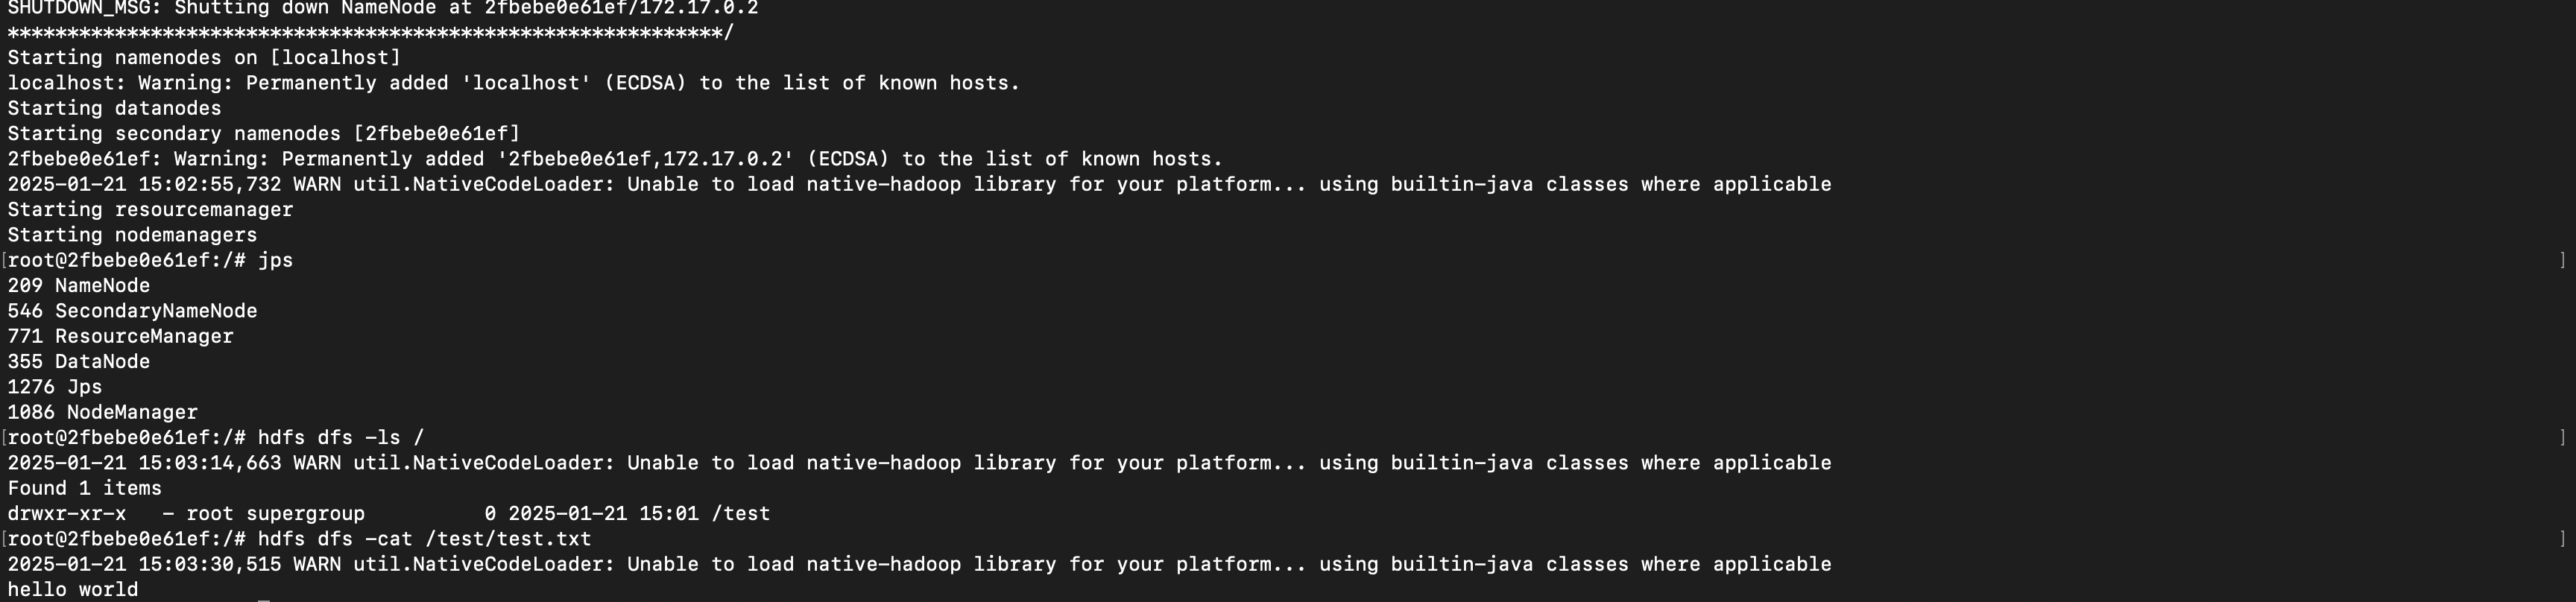 SHUTDOWN_MSG: Shutting down NameNode at 2fbebe0e61ef/172.17.0.2
************************************************************/
Starting namenodes on [localhost]
localhost: Warning: Permanently added 'localhost' (ECDSA) to the list of known hosts.
Starting datanodes
Starting secondary namenodes [2fbebe0e61ef]
2fbebe0e61ef: Warning: Permanently added '2fbebe0e61ef,172.17.0.2' (ECDSA) to the list of known hosts.
2025-01-21 15:02:55,732 WARN util.NativeCodeLoader: Unable to load native-hadoop library for your platform... using builtin-java classes where applicable
Starting resourcemanager
Starting nodemanagers
[root@2fbebe0e61ef:/# jps ]
209 NameNode
546 SecondaryNameNode
771 ResourceManager
355 DataNode
1276 Jps
1086 NodeManager
[root@2fbebe0e61ef:/# hdfs dfs -ls / ]
2025-01-21 15:03:14,663 WARN util.NativeCodeLoader: Unable to load native-hadoop library for your platform... using builtin-java classes where applicable
Found 1 items
drwxr-xr-x   - root supergroup          0 2025-01-21 15:01 /test
[root@2fbebe0e61ef:/# hdfs dfs -cat /test/test.txt ]
2025-01-21 15:03:30,515 WARN util.NativeCodeLoader: Unable to load native-hadoop library for your platform... using builtin-java classes where applicable
hello world